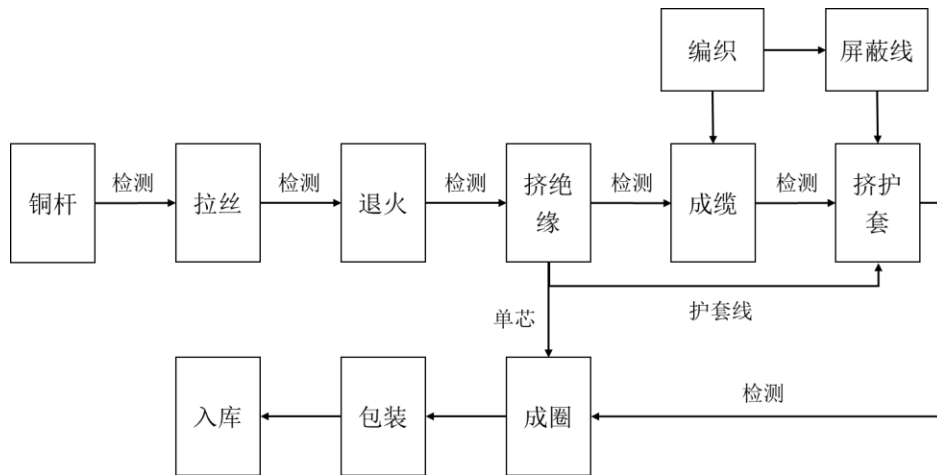 编织
屏蔽线
铜杆
检测
拉丝
检测
退火
检测
挤绝
缘
检测
成缆
检测
挤护
套
单芯
护套线
入库
包装
成圈
检测